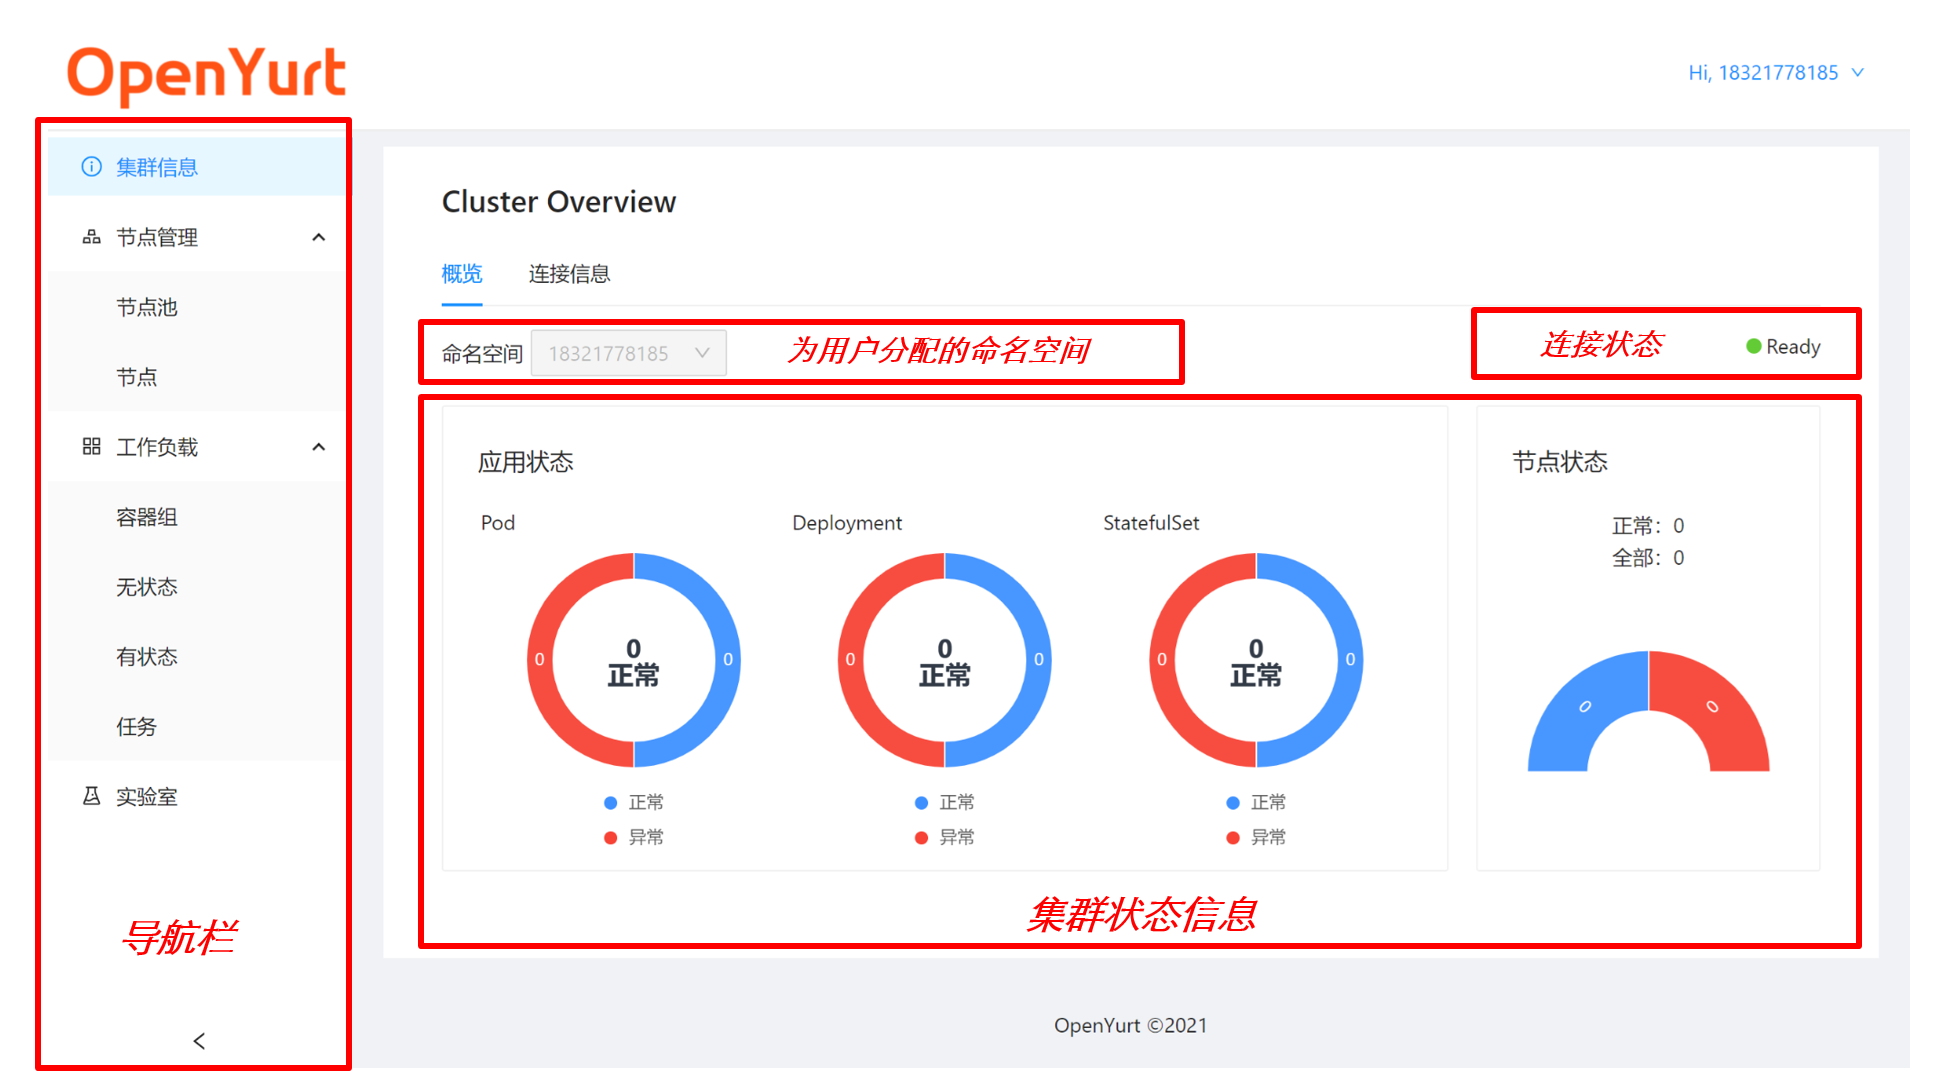 OpenYurt
Hi, 18321778185
集群信息
节点管理
节点池
节点
工作负载
容器组
无状态
有状态
任务
实验室
导航栏
Cluster Overview
概览 连接信息
命名空间 18321778185 为用户分配的命名空间
连接状态 Ready
应用状态
Pod Deployment StatefulSet
0 0 0 0 0 0 0 0 0
正常 正常 正常
正常 正常 正常
异常 异常 异常
节点状态
正常：0
全部：0
0 0
集群状态信息
OpenYurt ©2021